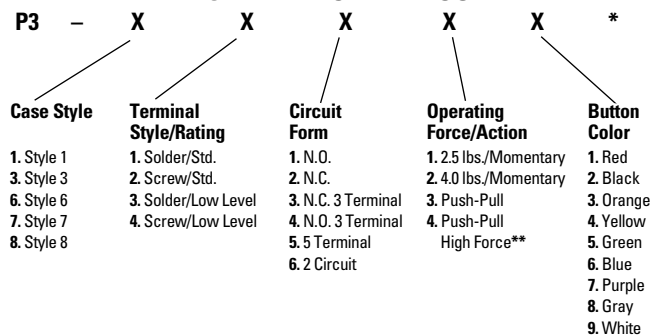 P3 – X X X X X *
Case Style
1. Style 1
3. Style 3
6. Style 6
7. Style 7
8. Style 8
Terminal
Style/Rating
1. Solder/Std.
2. Screw/Std.
3. Solder/Low Level
4. Screw/Low Level
Circuit
Form
1. N.O.
2. N.C.
3. N.C. 3 Terminal
4. N.O. 3 Terminal
5. 5 Terminal
6. 2 Circuit
Operating
Force/Action
1. 2.5 lbs./Momentary
2. 4.0 lbs./Momentary
3. Push-Pull
4. Push-Pull
High Force**
Button
Color
1. Red
2. Black
3. Orange
4. Yellow
5. Green
6. Blue
7. Purple
8. Gray
9. White